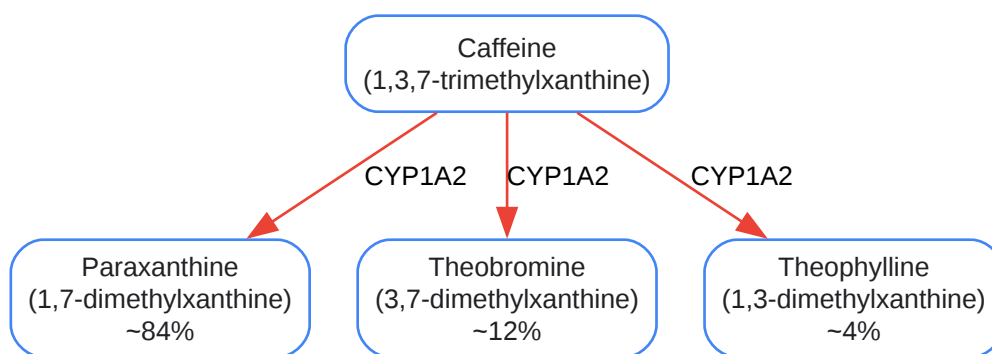 Caffeine
(1,3,7-trimethylxanthine)
CYP1A2
CYP1A2
CYP1A2
Paraxanthine
(1,7-dimethylxanthine)
~84%
Theobromine
(3,7-dimethylxanthine)
~12%
Theophylline
(1,3-dimethylxanthine)
~4%